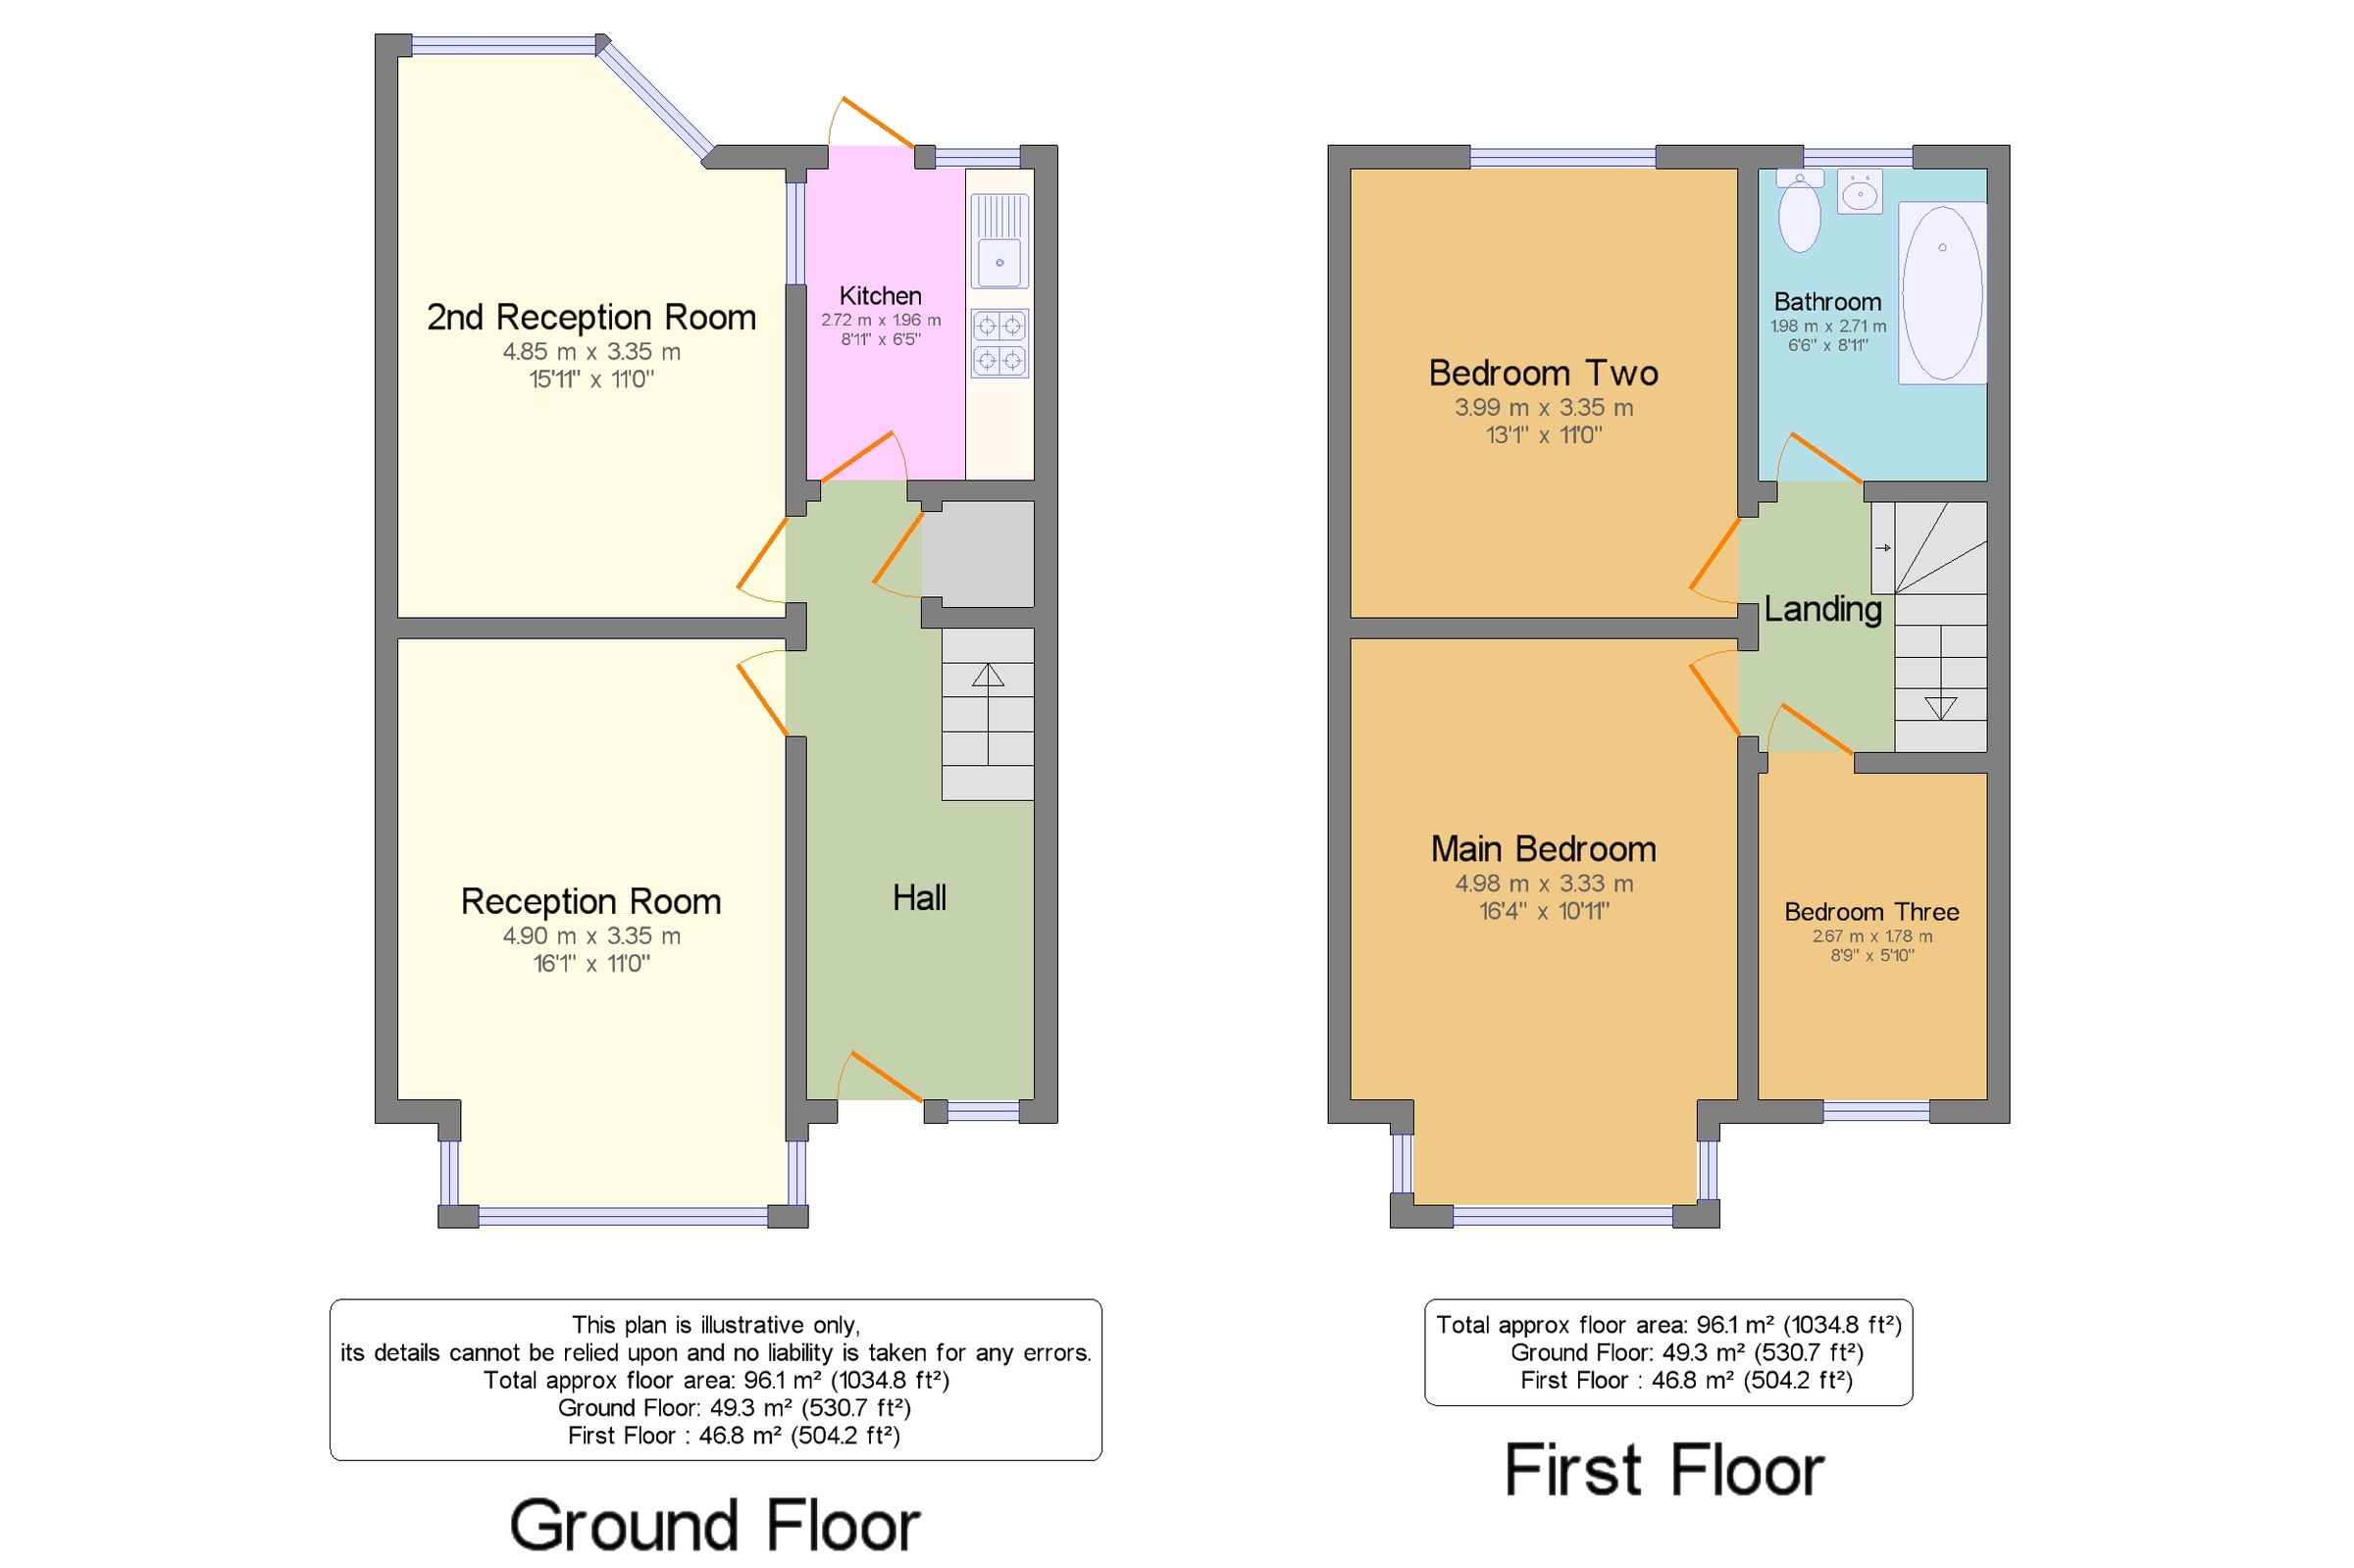 2nd Reception Room
4.85 m x 3.35 m
15'11" x 11'0"
Kitchen
2.72 m x 1.96 m
8'11" x 6'5"
Reception Room
4.90 m x 3.35 m
16'1" x 11'0"
Hall
This plan is illustrative only,
its details cannot be relied upon and no liability is taken for any errors.
Total approx floor area: 96.1 m² (1034.8 ft²)
Ground Floor: 49.3 m² (530.7 ft²)
First Floor : 46.8 m² (504.2 ft²)
Ground Floor
Bedroom Two
3.99 m x 3.35 m
13'1" x 11'0"
Bathroom
1.98 m x 2.71 m
6'6" x 8'11"
Landing
Main Bedroom
4.98 m x 3.33 m
16'4" x 10'11"
Bedroom Three
2.67 m x 1.78 m
8'9" x 5'10"
Total approx floor area: 96.1 m² (1034.8 ft²)
Ground Floor: 49.3 m² (530.7 ft²)
First Floor : 46.8 m² (504.2 ft²)
First Floor